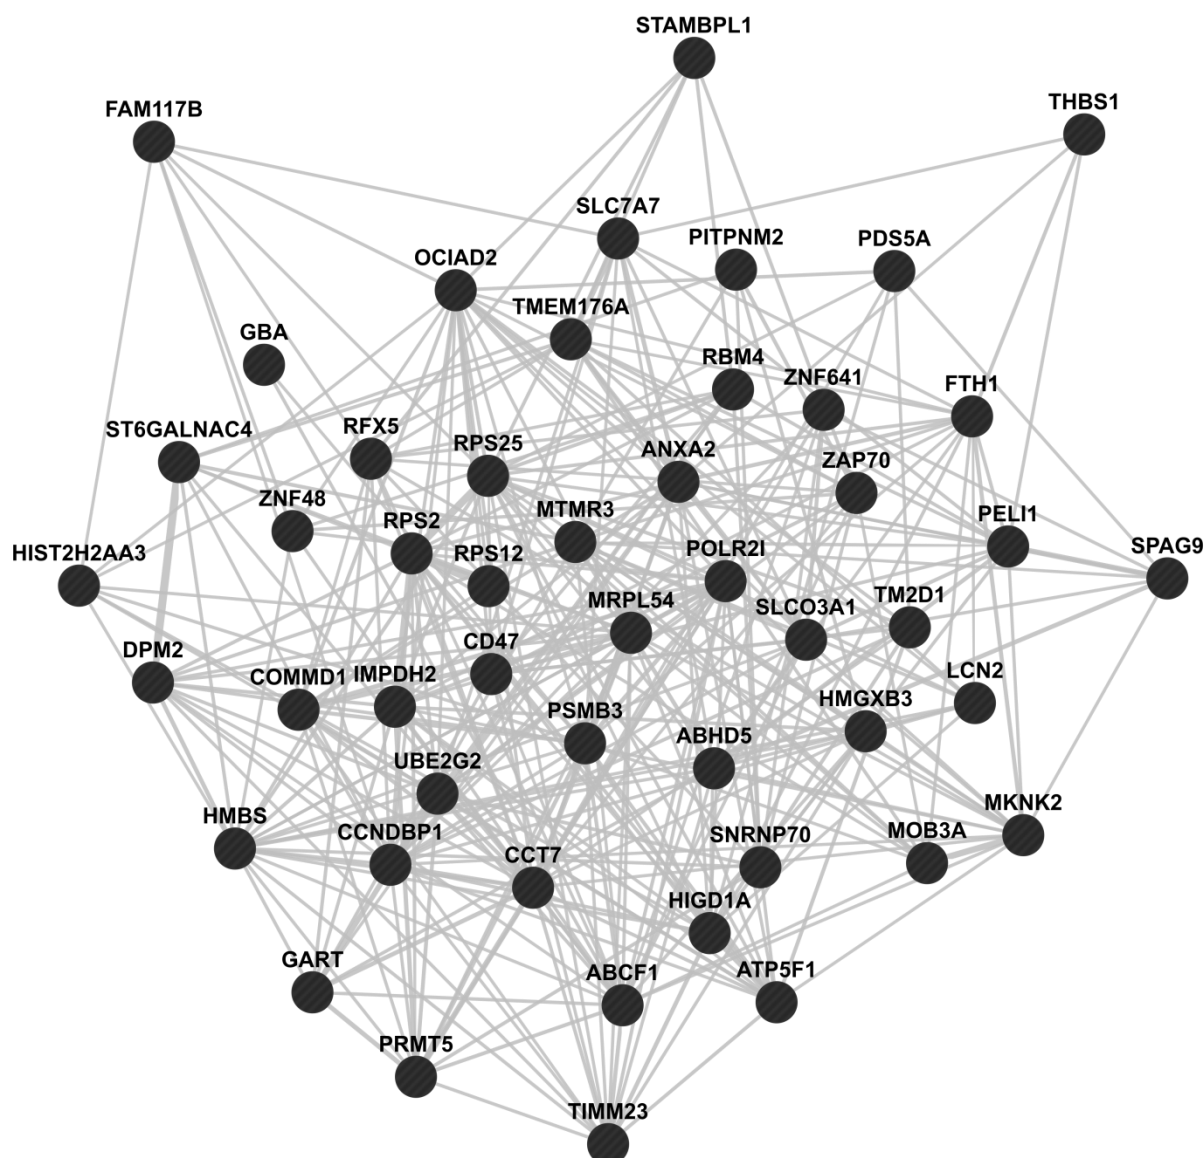 STAMBPL1
FAM117B
THBS1
SLC7A7
PITPNM2
PDS5A
OCIAD2
TMEM176A
GBA
RBM4
ZNF641
FTH1
ST6GALNAC4
RFX5
RPS25
ANXA2
ZAP70
ZNF48
RPS2
MTMR3
PELI1
HIST2H2AA3
RPS12
POLR2I
SPAG9
MRPL54
SLCO3A1
TM2D1
DPM2
COMMD1
IMPDH2
CD47
LCN2
PSMB3
HMGXB3
ABHD5
UBE2G2
HMBS
CCNDBP1
CCT7
SNRNP70
MOB3A
MKNK2
HIGD1A
GART
ABCF1
ATP5F1
PRMT5
TIMM23